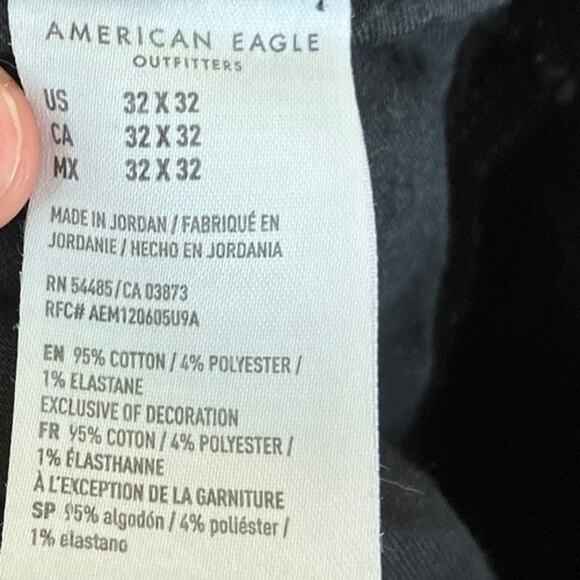 AMERICAN EAGLE
OUTFITTERS
US 32 X 32
CA 32 X 32
MX 32 X 32
MADE IN JORDAN / FABRIQUÉ EN
JORDANIE / HECHO EN JORDANIA
RN 54485/CA 03873
RFC# AEM120605U9A
EN 95% COTTON / 4% POLYESTER /
1% ELASTANE
EXCLUSIVE OF DECORATION
FR 95% COTON / 4% POLYESTER /
1% ÉLASTHANNE
À L'EXCEPTION DE LA GARNITURE
SP 95% algodón / 4% poliéster /
1% elastano